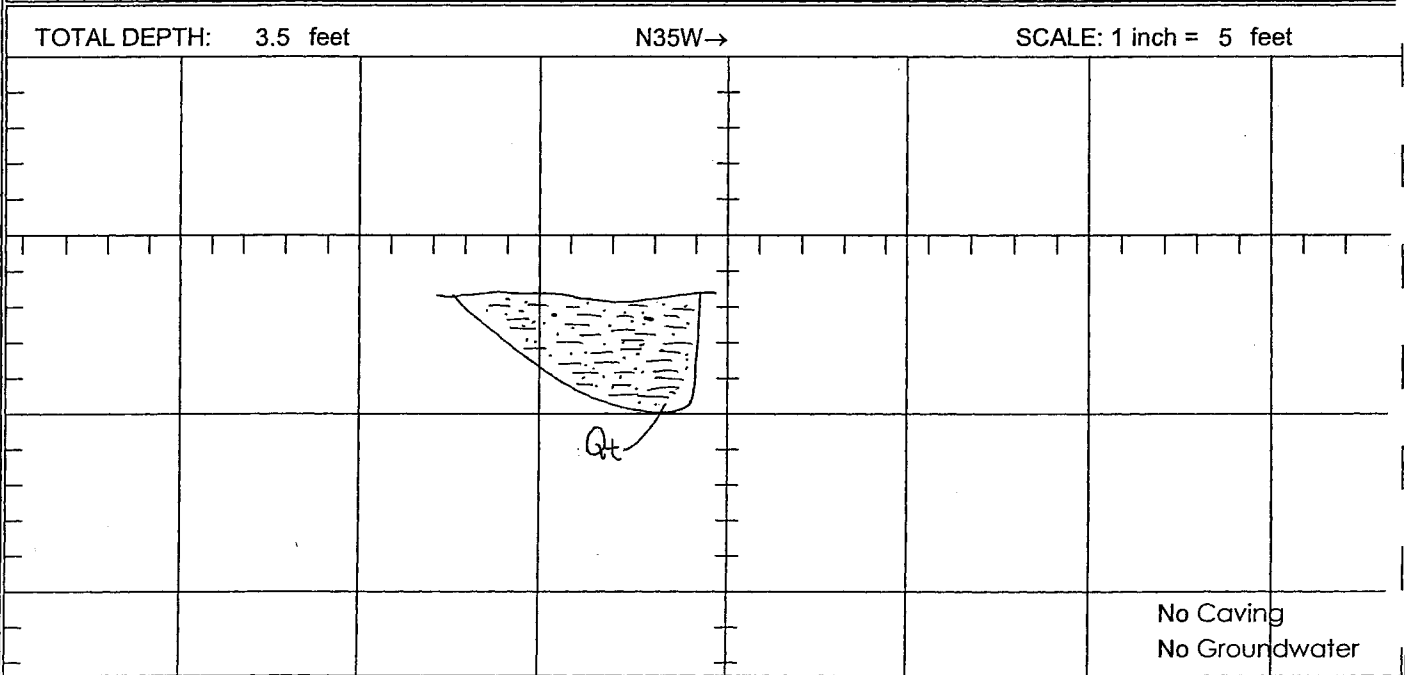 TOTAL DEPTH: 3.5 feet N35W→ SCALE: 1 inch = 5 feet
Qt
No Caving
No Groundwater